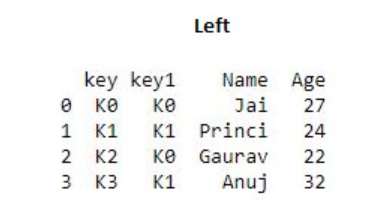 Left
key key1 Name Age
0 K0 K0 Jai 27
1 K1 K1 Princi 24
2 K2 K0 Gaurav 22
3 K3 K1 Anuj 32